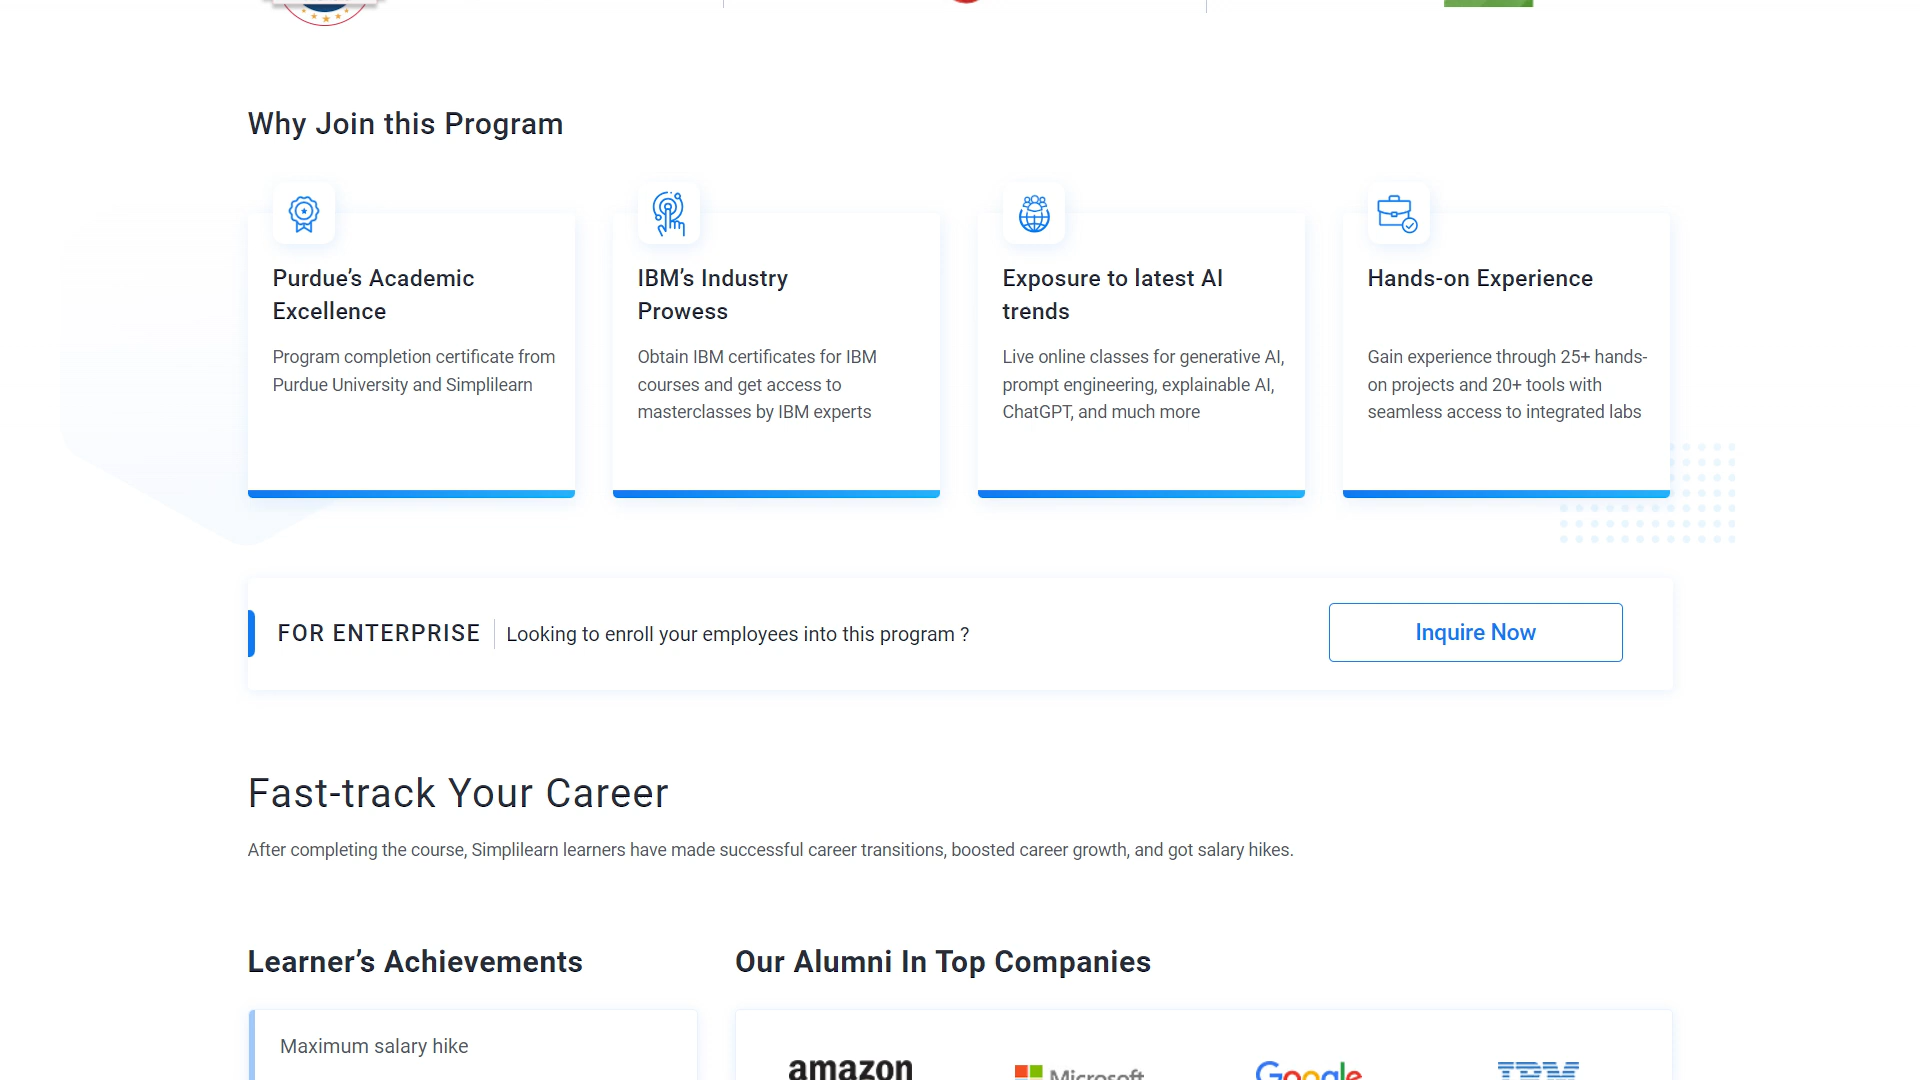 Why Join this Program
Purdue’s Academic
Excellence
Program completion certificate from
Purdue University and Simplilearn
IBM’s Industry
Prowess
Obtain IBM certificates for IBM
courses and get access to
masterclasses by IBM experts
Exposure to latest AI
trends
Live online classes for generative AI,
prompt engineering, explainable AI,
ChatGPT, and much more
Hands-on Experience
Gain experience through 25+ hands-
on projects and 20+ tools with
seamless access to integrated labs
FOR ENTERPRISE
Looking to enroll your employees into this program ?
Inquire Now
Fast-track Your Career
After completing the course, Simplilearn learners have made successful career transitions, boosted career growth, and got salary hikes.
Learner’s Achievements
Our Alumni In Top Companies
Maximum salary hike
amazon
Microsoft
Google
IBM